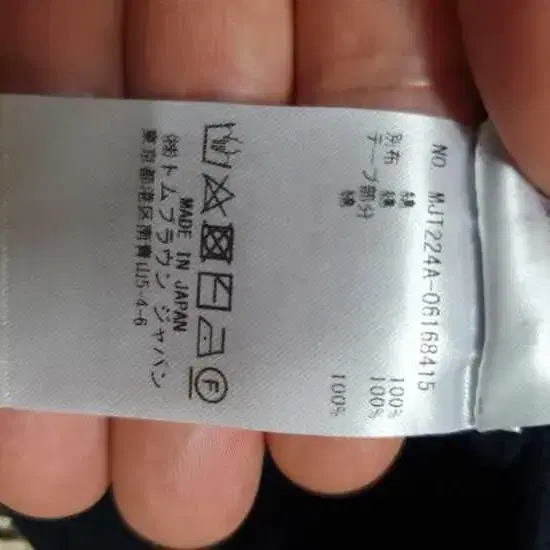 NO. MJT224A-06168415
綿 100%
別布 綿 100%
テープ部分
綿 100%
F
MADE IN JAPAN
㈱トムブラウン ジャパン
東京都港区南青山5-4-6